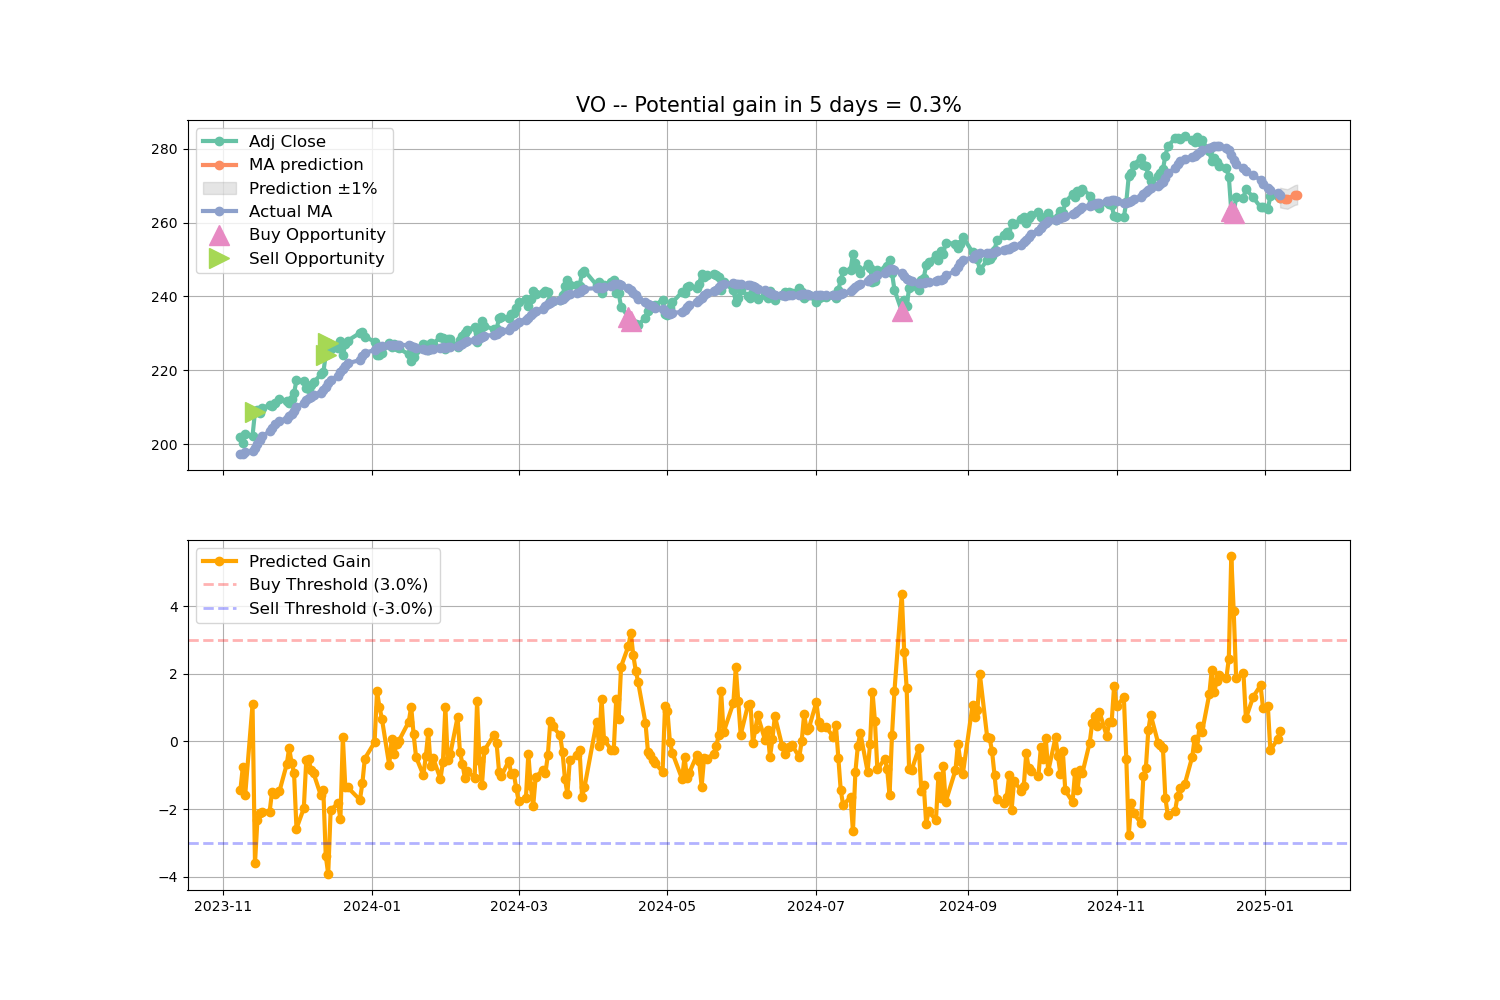 VO -- Potential gain in 5 days = 0.3%
Adj Close
MA prediction
Prediction ±1%
Actual MA
Buy Opportunity
Sell Opportunity
280
260
240
220
200
Predicted Gain
Buy Threshold (3.0%)
Sell Threshold (-3.0%)
4
2
0
−2
−4
2023-11
2024-01
2024-03
2024-05
2024-07
2024-09
2024-11
2025-01